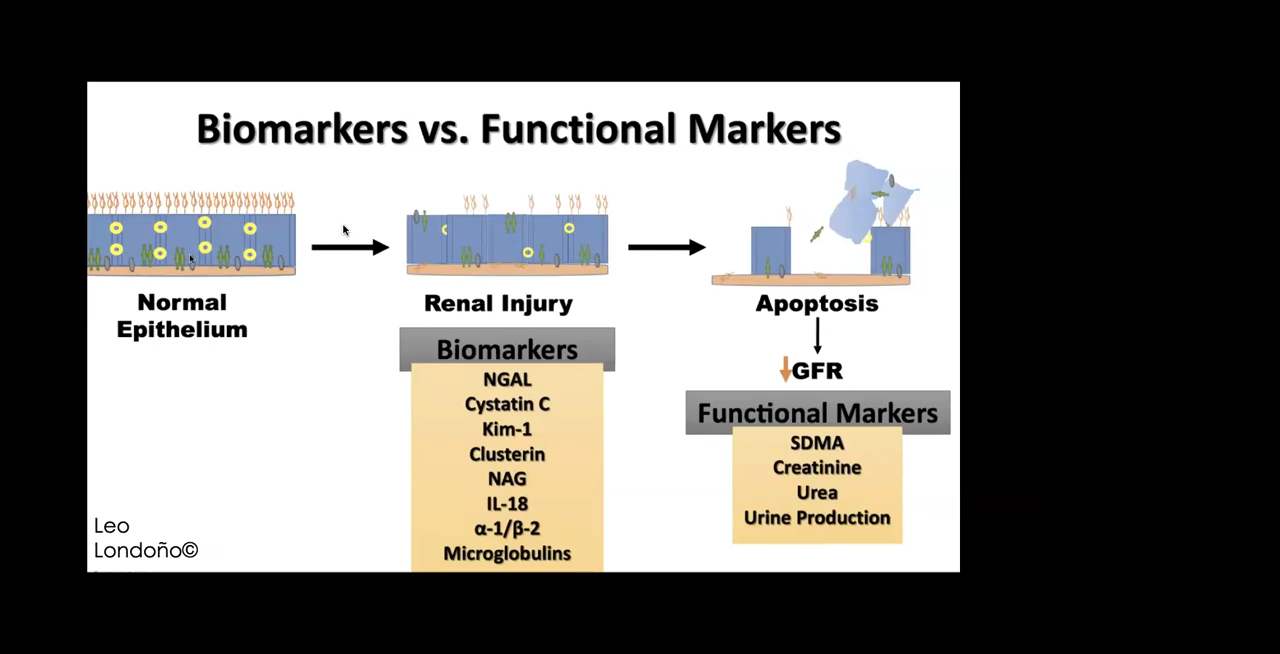 Biomarkers vs. Functional Markers
Normal
Epithelium
Renal Injury
Biomarkers
NGAL
Cystatin C
Kim-1
Clusterin
NAG
IL-18
α-1/β-2
Microglobulins
Apoptosis
GFR
Functional Markers
SDMA
Creatinine
Urea
Urine Production
Leo
Londoño©